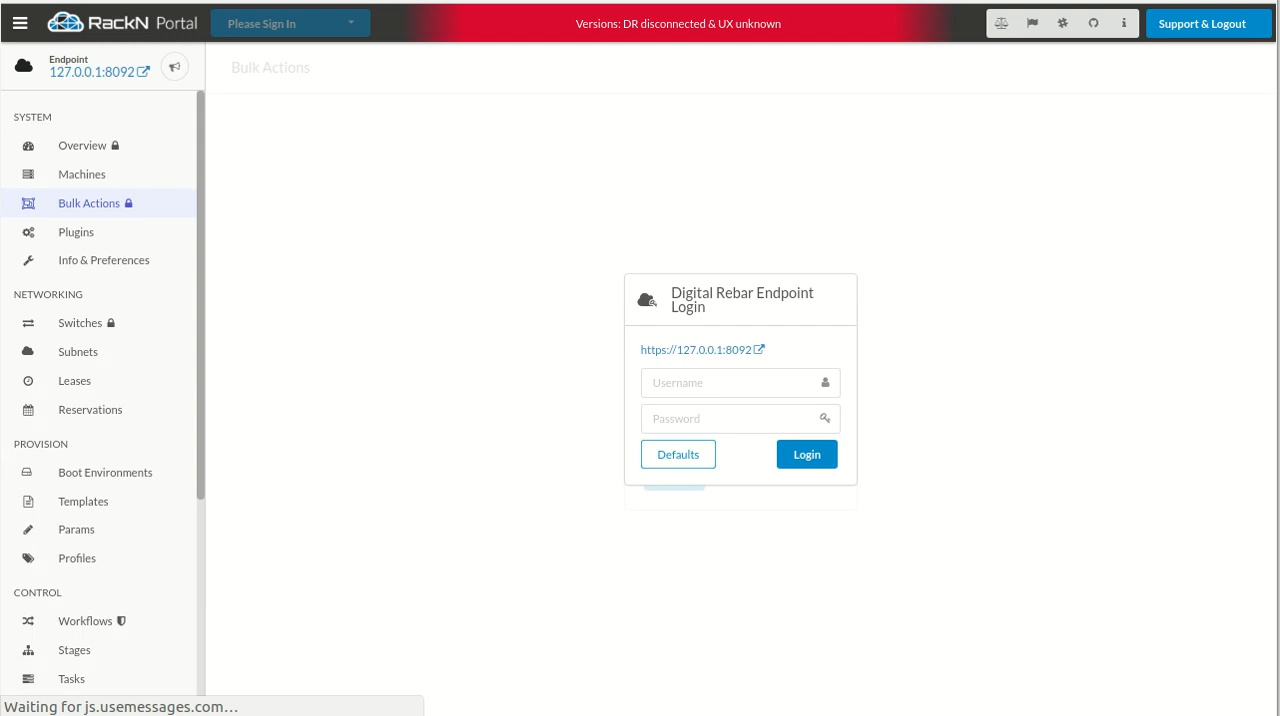 RackN Portal
Please Sign In
Versions: DR disconnected & UX unknown
Support & Logout
Endpoint
127.0.0.1:8092
Bulk Actions
SYSTEM
Overview
Machines
Bulk Actions
Plugins
Info & Preferences
NETWORKING
Switches
Subnets
Leases
Reservations
PROVISION
Boot Environments
Templates
Params
Profiles
CONTROL
Workflows
Stages
Tasks
Digital Rebar Endpoint
Login
https://127.0.0.1:8092
Username
Password
Defaults
Login
Waiting for js.usemessages.com...